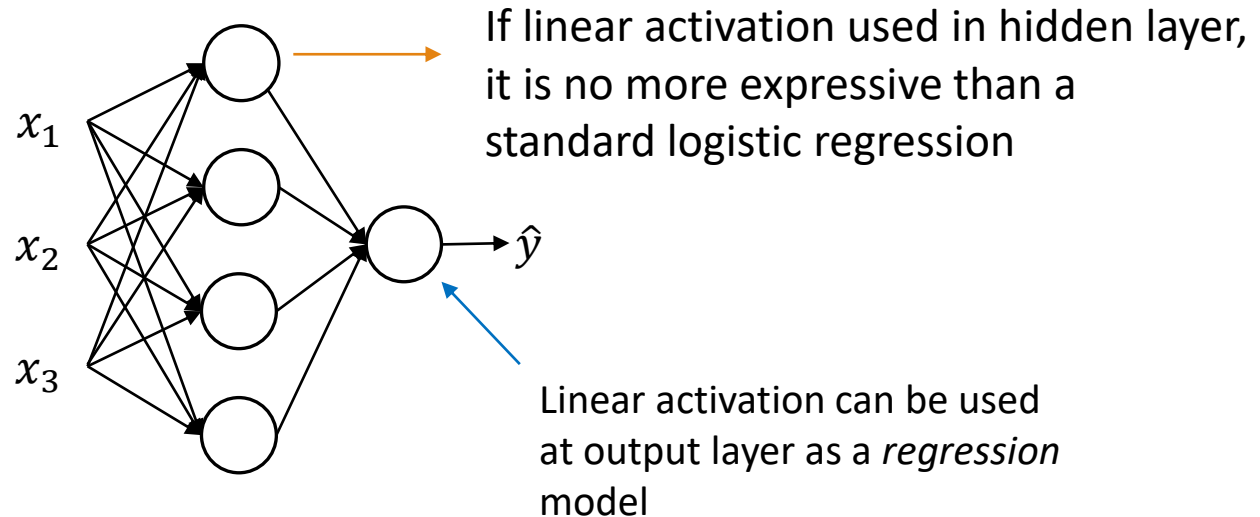 If linear activation used in hidden layer,
it is no more expressive than a
standard logistic regression
x₁
x₂
x₃
ŷ
Linear activation can be used
at output layer as a regression
model